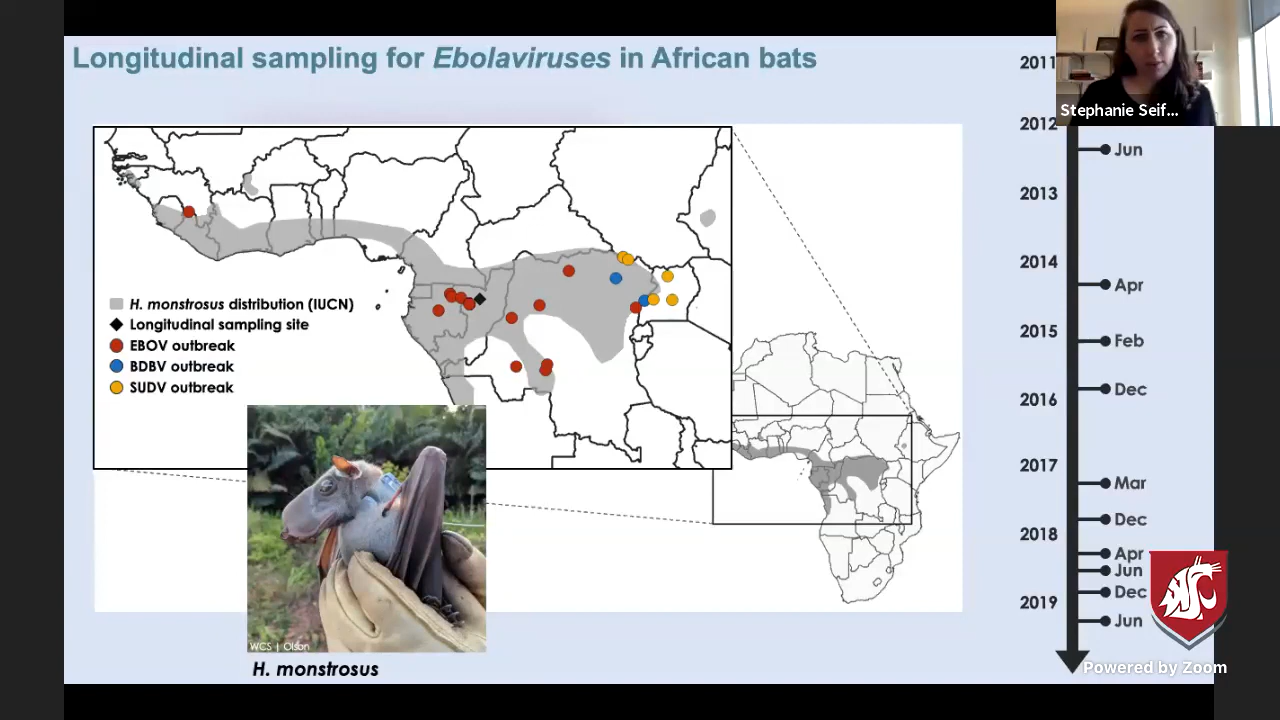 Longitudinal sampling for Ebolaviruses in African bats
H. monstrosus distribution (IUCN)
Longitudinal sampling site
EBOV outbreak
BDBV outbreak
SUDV outbreak
WCS | Olson
H. monstrosus
Stephanie Seif...
2011
2012
Jun
2013
2014
Apr
2015
Feb
2016
Dec
2017
Mar
Dec
2018
Apr
Jun
Dec
2019
Jun
Powered by Zoom